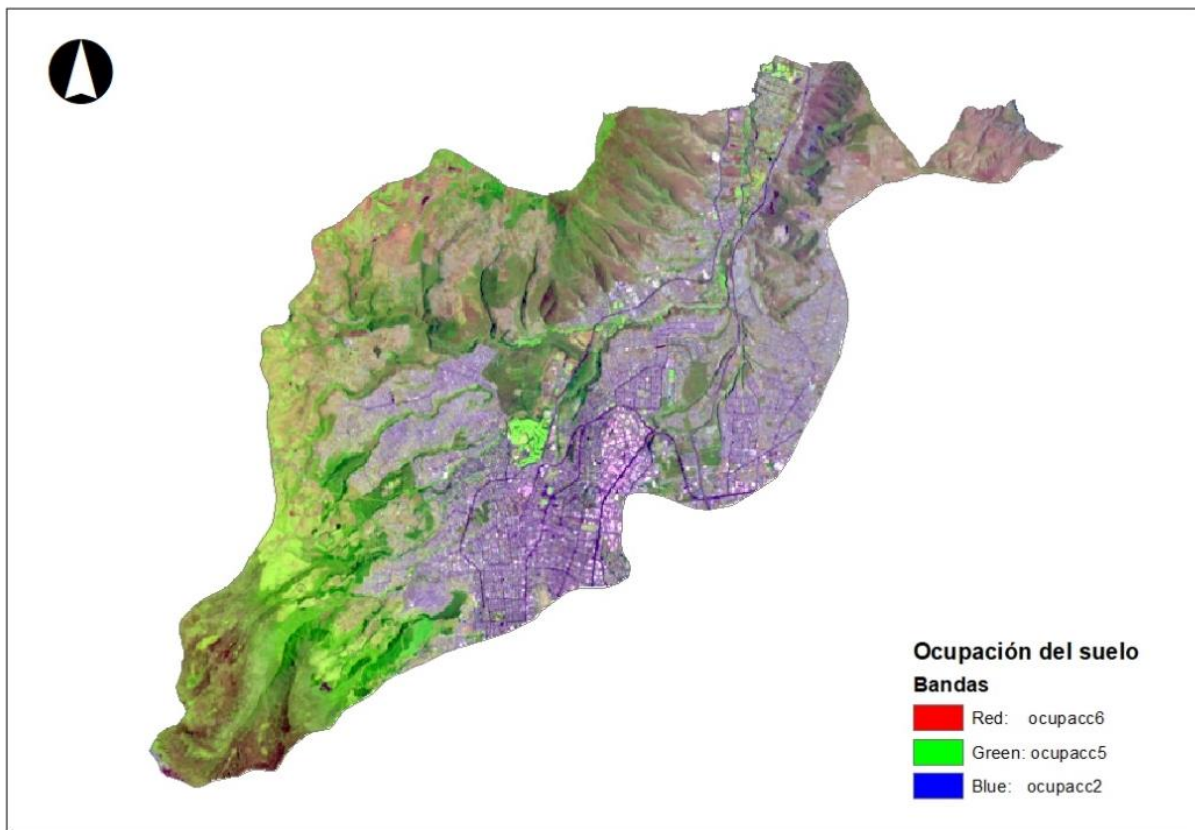 Ocupación del suelo
Bandas
Red: ocupacc6
Green: ocupacc5
Blue: ocupacc2